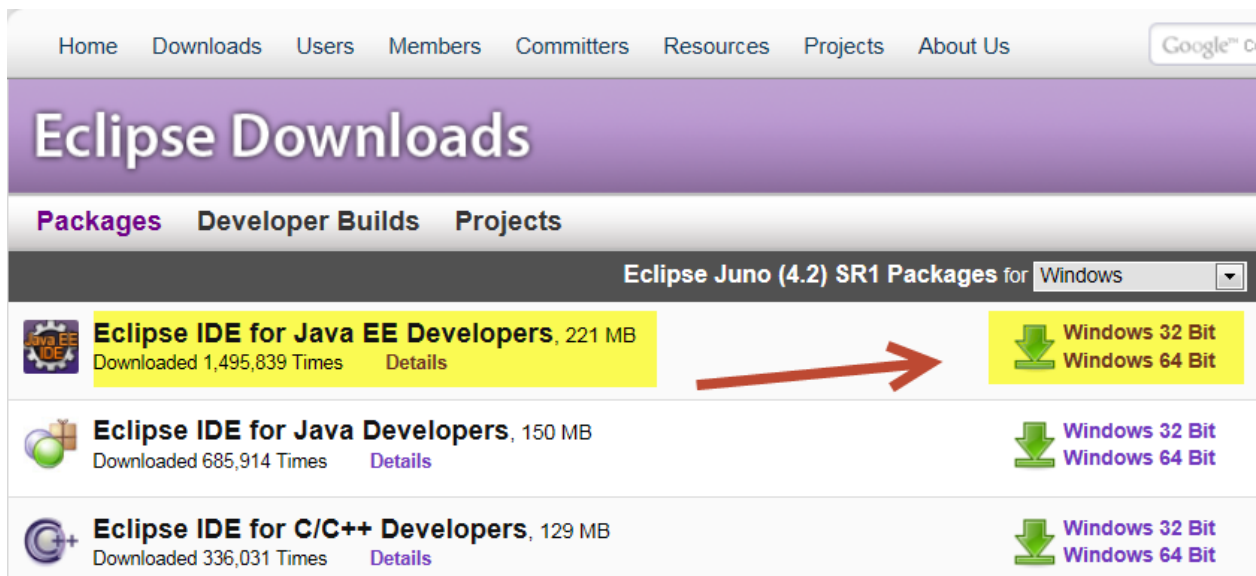 Home Downloads Users Members Committers Resources Projects About Us Google™
Eclipse Downloads
Packages Developer Builds Projects
Eclipse Juno (4.2) SR1 Packages for Windows
Java EE
IDE
Eclipse IDE for Java EE Developers, 221 MB
Downloaded 1,495,839 Times Details
Windows 32 Bit
Windows 64 Bit
Eclipse IDE for Java Developers, 150 MB
Downloaded 685,914 Times Details
Windows 32 Bit
Windows 64 Bit
C++
Eclipse IDE for C/C++ Developers, 129 MB
Downloaded 336,031 Times Details
Windows 32 Bit
Windows 64 Bit